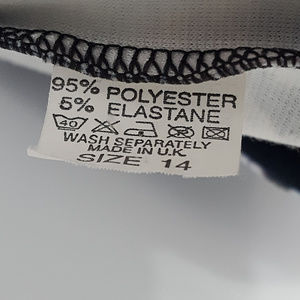 95% POLYESTER
5% ELASTANE
40
WASH SEPARATELY
MADE IN U.K.
SIZE 14